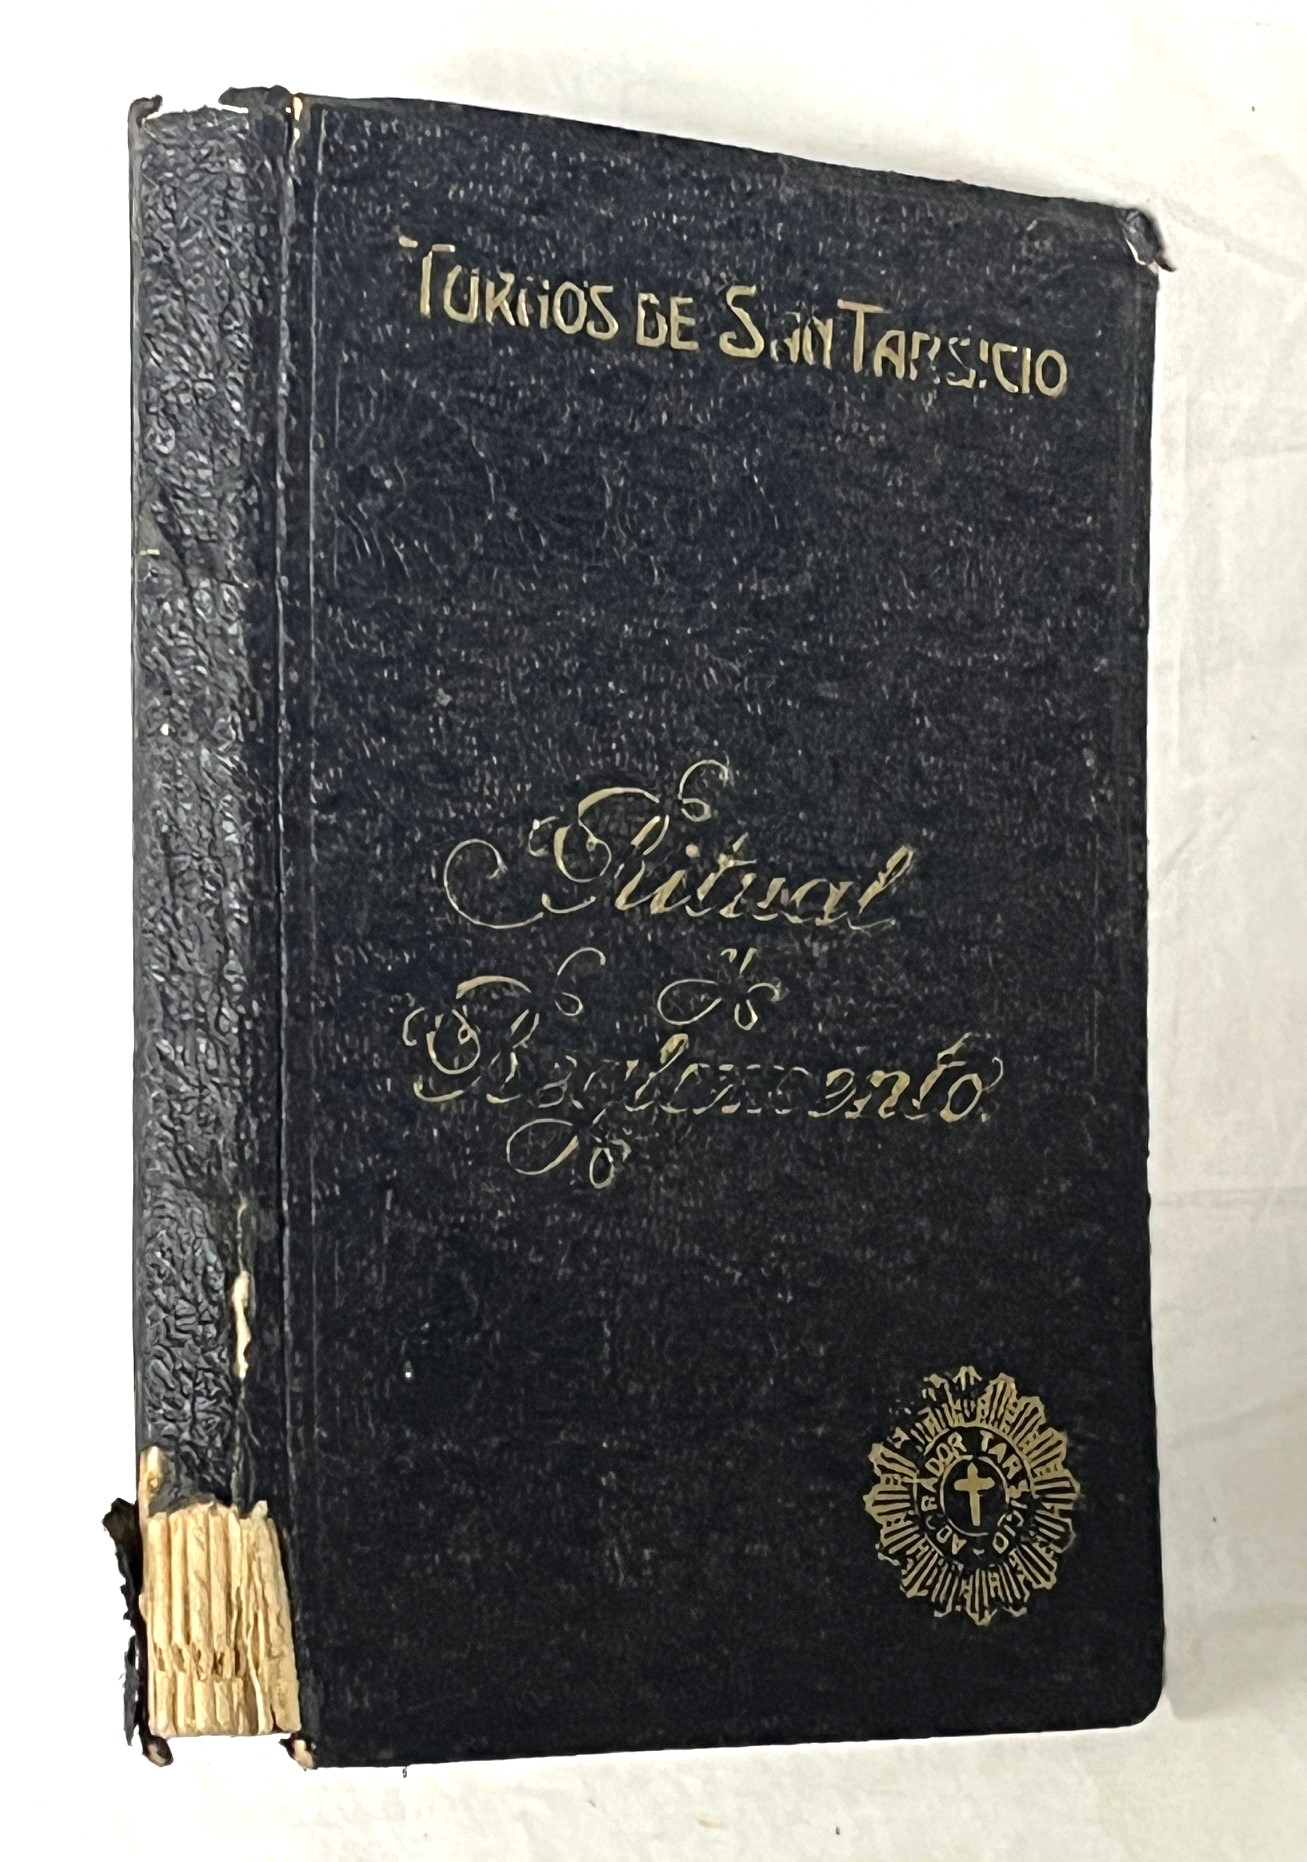 TURNOS DE SAN TARSICIO
Ritual
Reglamento
ADORADOR TARSICIO